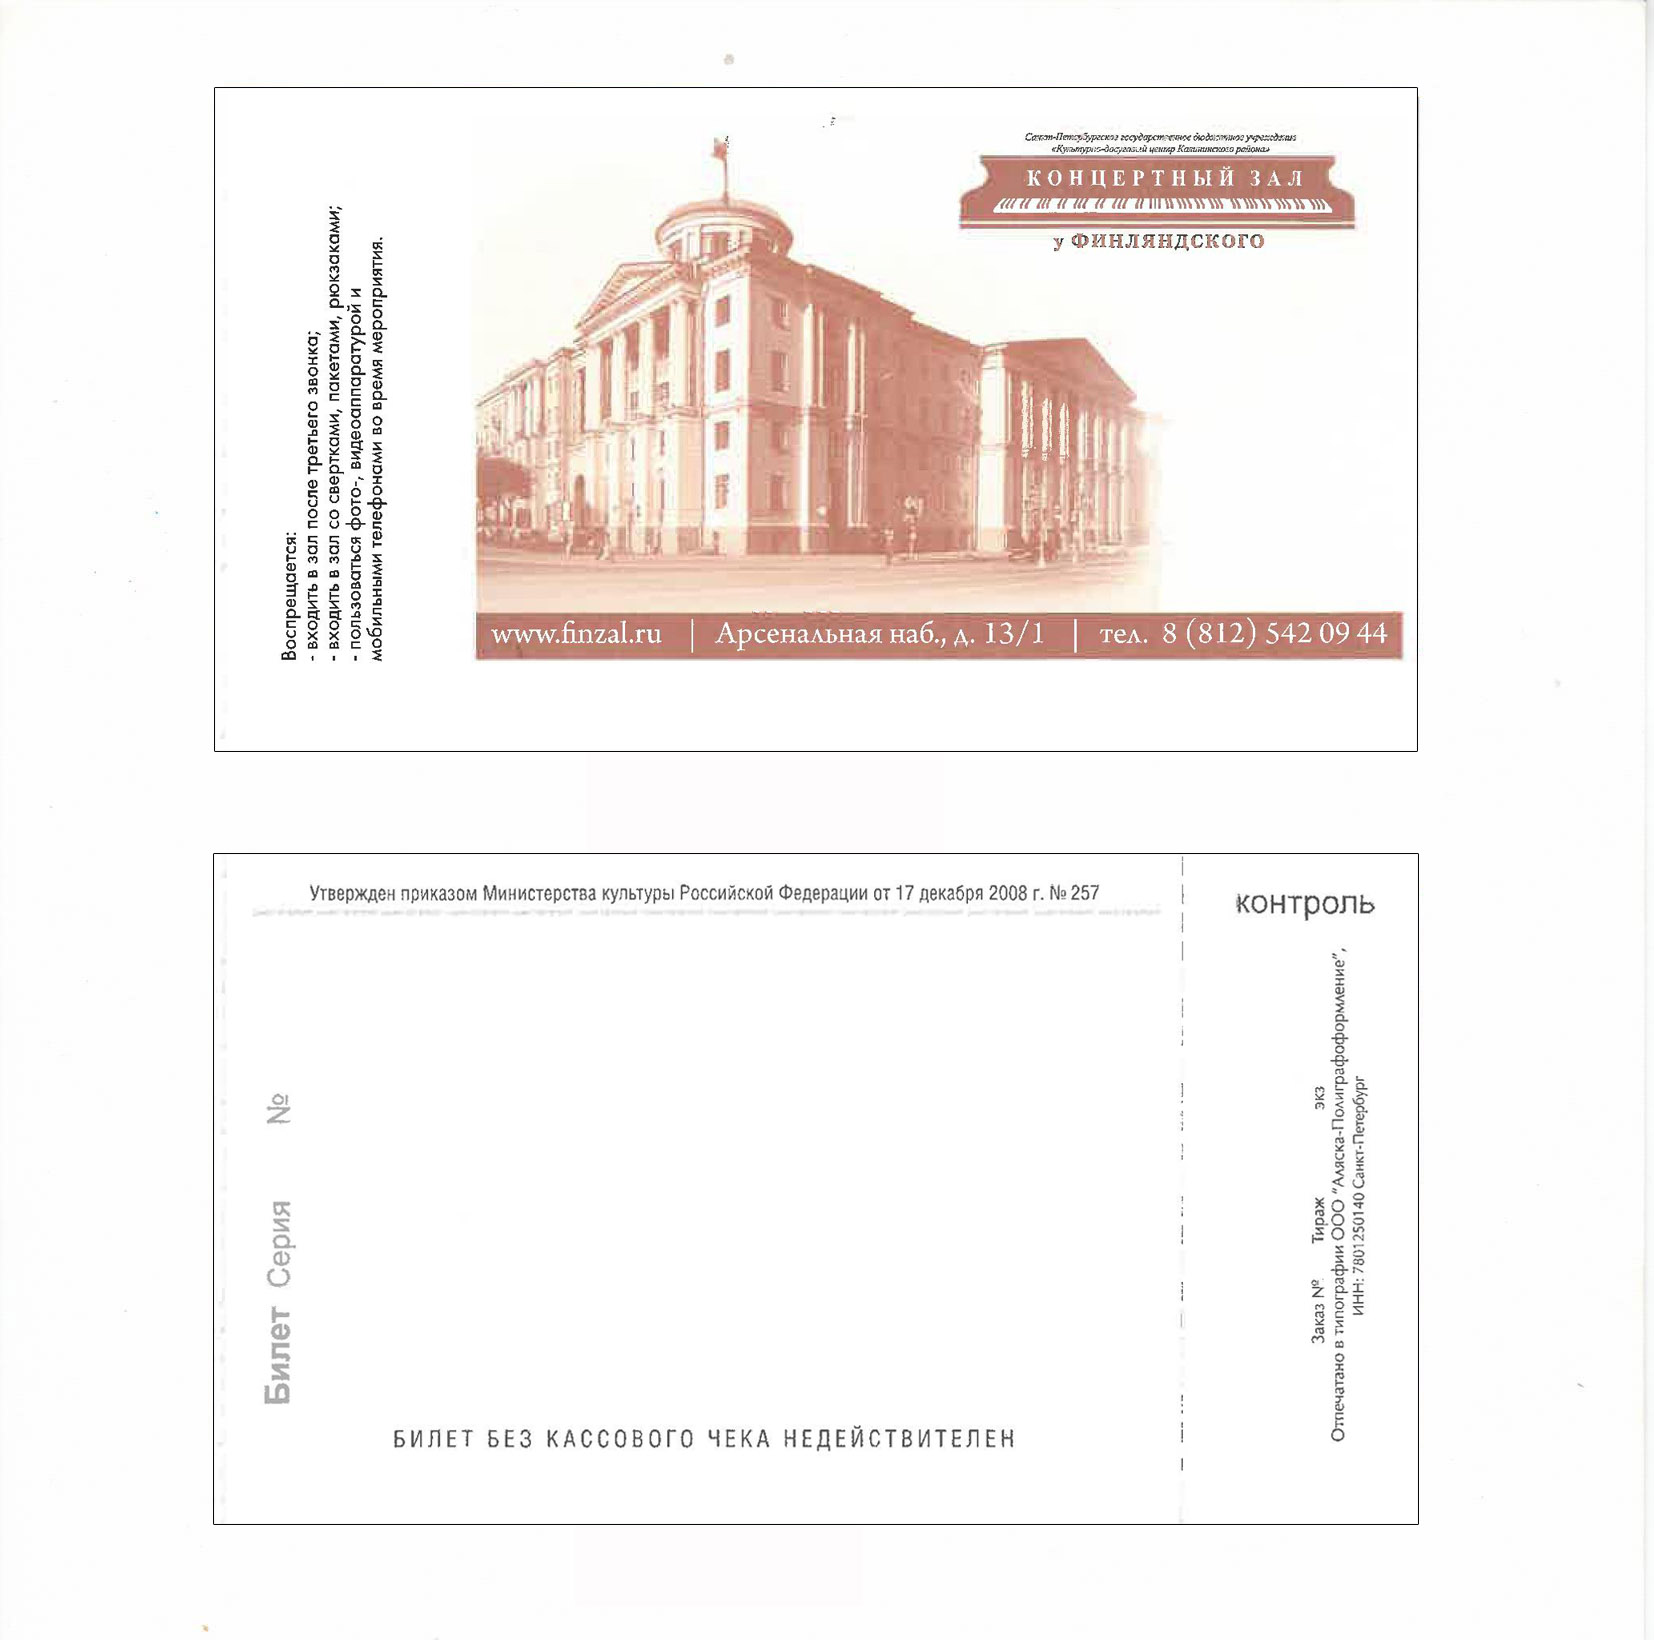 Санкт-Петербургское государственное бюджетное учреждение
«Культурно-досуговый центр Калининского района»
КОНЦЕРТНЫЙ ЗАЛ
у ФИНЛЯНДСКОГО
Воспрещается:
- входить в зал после третьего звонка;
- входить в зал со свертками, пакетами, рюкзаками;
- пользоваться фото-, видеоаппаратурой и
мобильными телефонами во время мероприятия.
www.finzal.ru | Арсенальная наб., д. 13/1 | тел. 8 (812) 542 09 44
Утвержден приказом Министерства культуры Российской Федерации от 17 декабря 2008 г. № 257
контроль
Билет Серия №
БИЛЕТ БЕЗ КАССОВОГО ЧЕКА НЕДЕЙСТВИТЕЛЕН
Заказ № Тираж экз
Отпечатано в типографии ООО "Аляска-Полиграфоформление",
ИНН: 7801250140 Санкт-Петербург